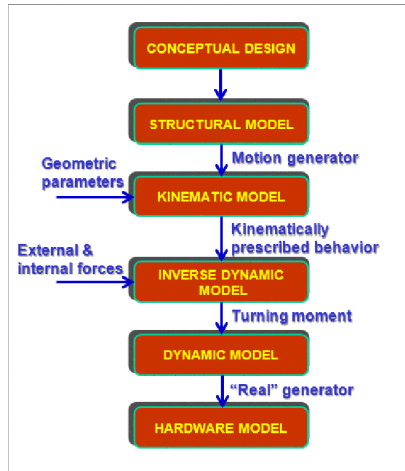 CONCEPTUAL DESIGN
STRUCTURAL MODEL
Motion generator
Geometric
parameters
KINEMATIC MODEL
Kinematically
prescribed behavior
External &
internal forces
INVERSE DYNAMIC
MODEL
Turning moment
DYNAMIC MODEL
“Real” generator
HARDWARE MODEL